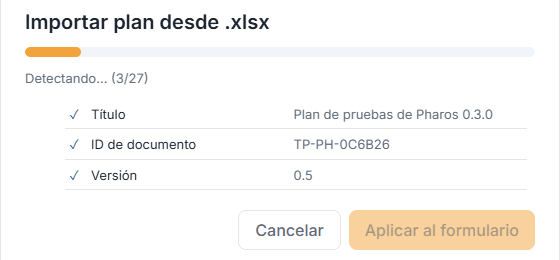 Importar plan desde .xlsx
Detectando... (3/27)
✓ Título Plan de pruebas de Pharos 0.3.0
✓ ID de documento TP-PH-0C6B26
✓ Versión 0.5
Cancelar Aplicar al formulario